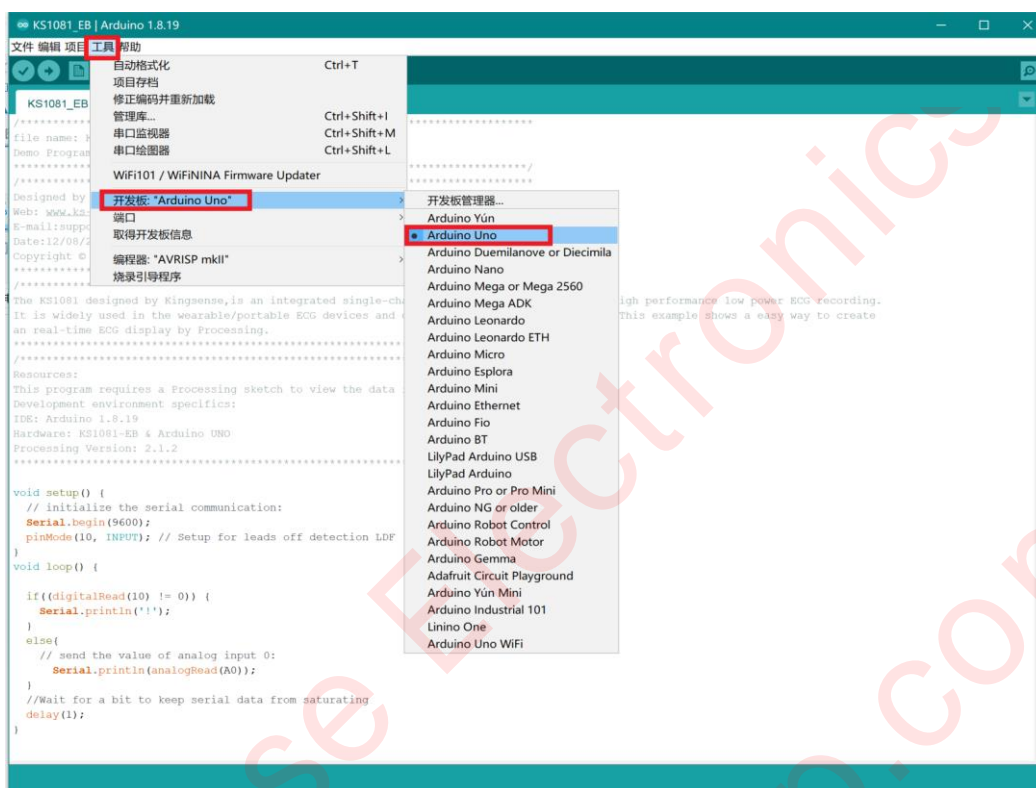 KS1081_EB | Arduino 1.8.19
文件 编辑 项目 工具 帮助
自动格式化 Ctrl+T
项目存档
修正编码并重新加载
管理库... Ctrl+Shift+I
串口监视器 Ctrl+Shift+M
串口绘图器 Ctrl+Shift+L
WiFi101 / WiFiNINA Firmware Updater
开发板: "Arduino Uno"
端口
取得开发板信息
编程器: "AVRISP mkII"
烧录引导程序
开发板管理器...
Arduino Yún
Arduino Uno
Arduino Duemilanove or Diecimila
Arduino Nano
Arduino Mega or Mega 2560
Arduino Mega ADK
Arduino Leonardo
Arduino Leonardo ETH
Arduino Micro
Arduino Esplora
Arduino Mini
Arduino Ethernet
Arduino Fio
Arduino BT
LilyPad Arduino USB
LilyPad Arduino
Arduino Pro or Pro Mini
Arduino NG or older
Arduino Robot Control
Arduino Robot Motor
Arduino Gemma
Adafruit Circuit Playground
Arduino Yún Mini
Arduino Industrial 101
Linino One
Arduino Uno WiFi
KS1081_EB
/*****
file name:
Demo Program
*****/
/*****
Designed by
Web: www.ks-
E-mail:suppo
Date:12/08/2
Copyright ©
The KS1081 designed by Kingsense,is an integrated single-cha igh performance low power ECG recording.
It is widely used in the wearable/portable ECG devices and This example shows a easy way to create
an real-time ECG display by Processing.
Resources:
This program requires a Processing sketch to view the data
Development environment specifics:
IDE: Arduino 1.8.19
Hardware: KS1081-EB & Arduino UNO
Processing Version: 2.1.2
void setup() {
// initialize the serial communication:
Serial.begin(9600);
pinMode(10, INPUT); // Setup for leads off detection LDF
}
void loop() {
if((digitalRead(10) != 0)) {
Serial.println('!');
}
else{
// send the value of analog input 0:
Serial.println(analogRead(A0));
}
//Wait for a bit to keep serial data from saturating
delay(1);
}
se Electronics
p.co